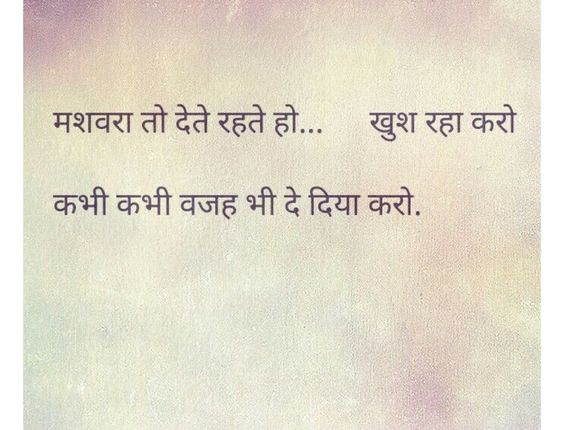 मशवरा तो देते रहते हो... खुश रहा करो
कभी कभी वजह भी दे दिया करो.